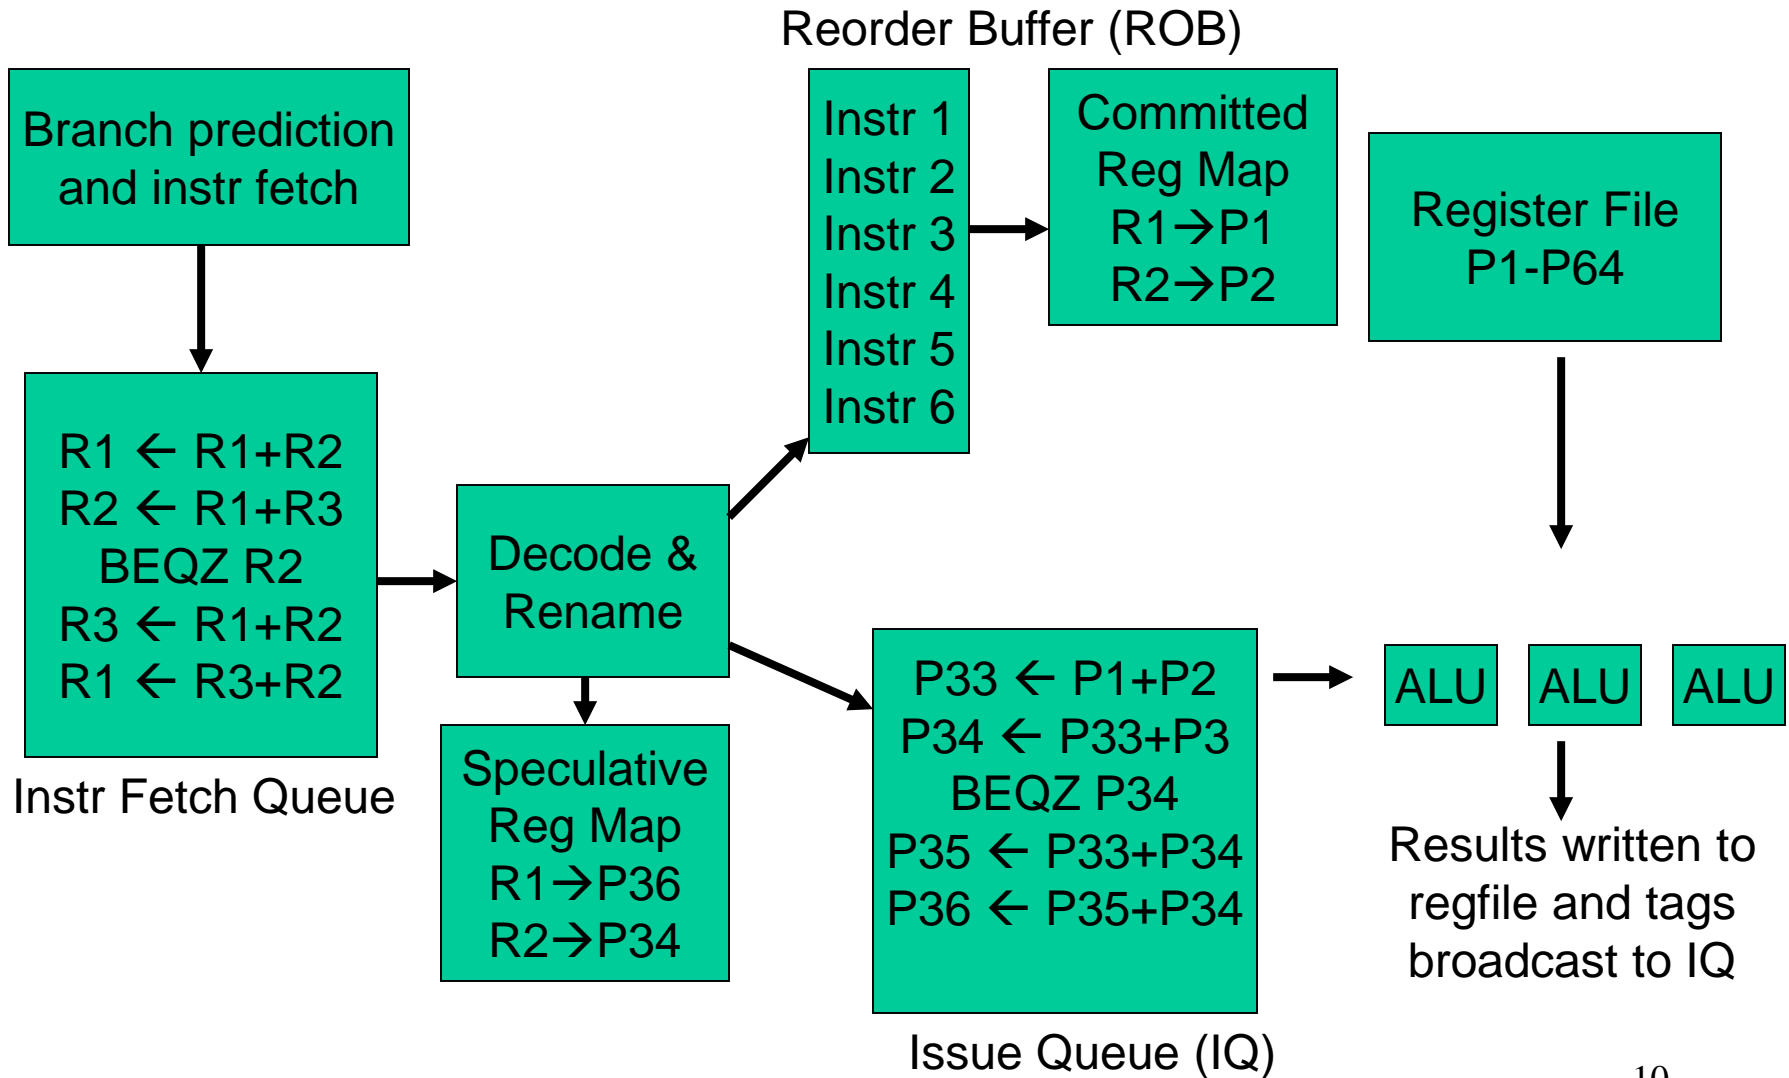 Reorder Buffer (ROB)
Branch prediction
and instr fetch
Instr 1
Instr 2
Instr 3
Instr 4
Instr 5
Instr 6
Committed
Reg Map
R1→P1
R2→P2
Register File
P1-P64
R1 ← R1+R2
R2 ← R1+R3
BEQZ R2
R3 ← R1+R2
R1 ← R3+R2
Instr Fetch Queue
Decode &
Rename
Speculative
Reg Map
R1→P36
R2→P34
P33 ← P1+P2
P34 ← P33+P3
BEQZ P34
P35 ← P33+P34
P36 ← P35+P34
Issue Queue (IQ)
ALU
ALU
ALU
Results written to
regfile and tags
broadcast to IQ
10